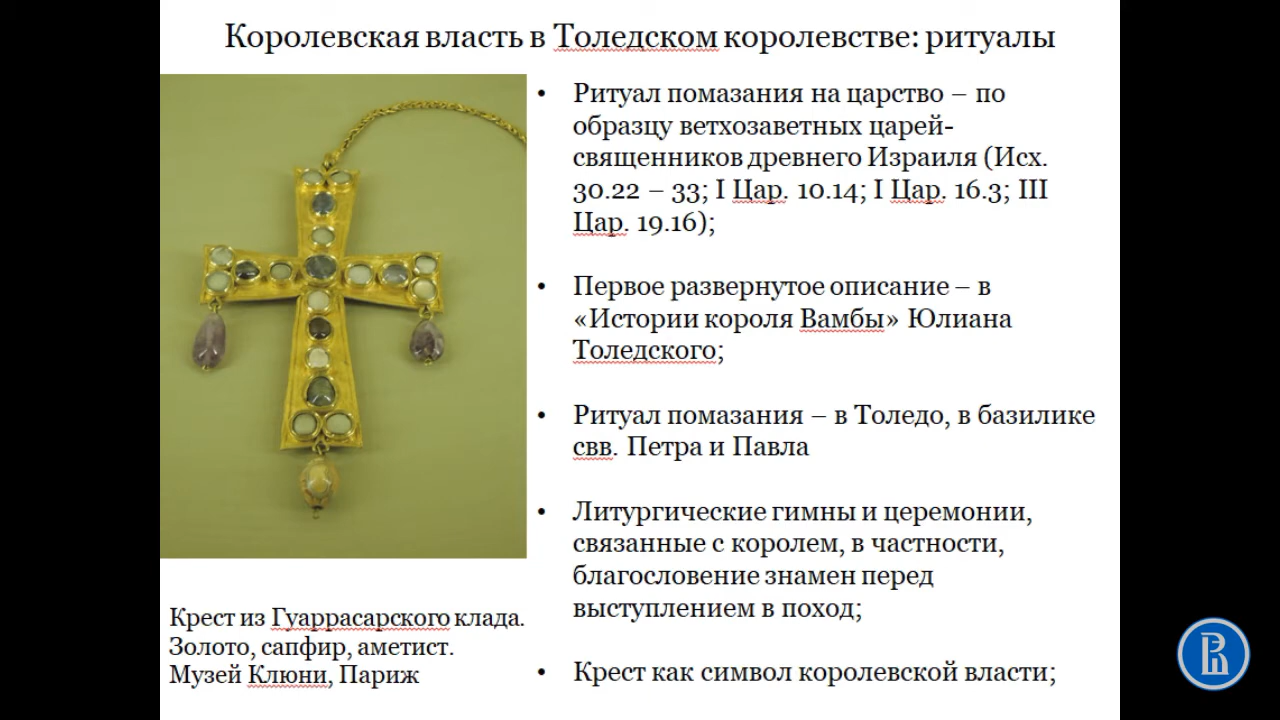 Королевская власть в Толедском королевстве: ритуалы
• Ритуал помазания на царство – по
образцу ветхозаветных царей-
священников древнего Израиля (Исх.
30.22 – 33; I Цар. 10.14; I Цар. 16.3; III
Цар. 19.16);
• Первое развернутое описание – в
«Истории короля Вамбы» Юлиана
Толедского;
• Ритуал помазания – в Толедо, в базилике
свв. Петра и Павла
• Литургические гимны и церемонии,
связанные с королем, в частности,
благословение знамен перед
выступлением в поход;
• Крест как символ королевской власти;
Крест из Гуаррасарского клада.
Золото, сапфир, аметист.
Музей Клюни, Париж